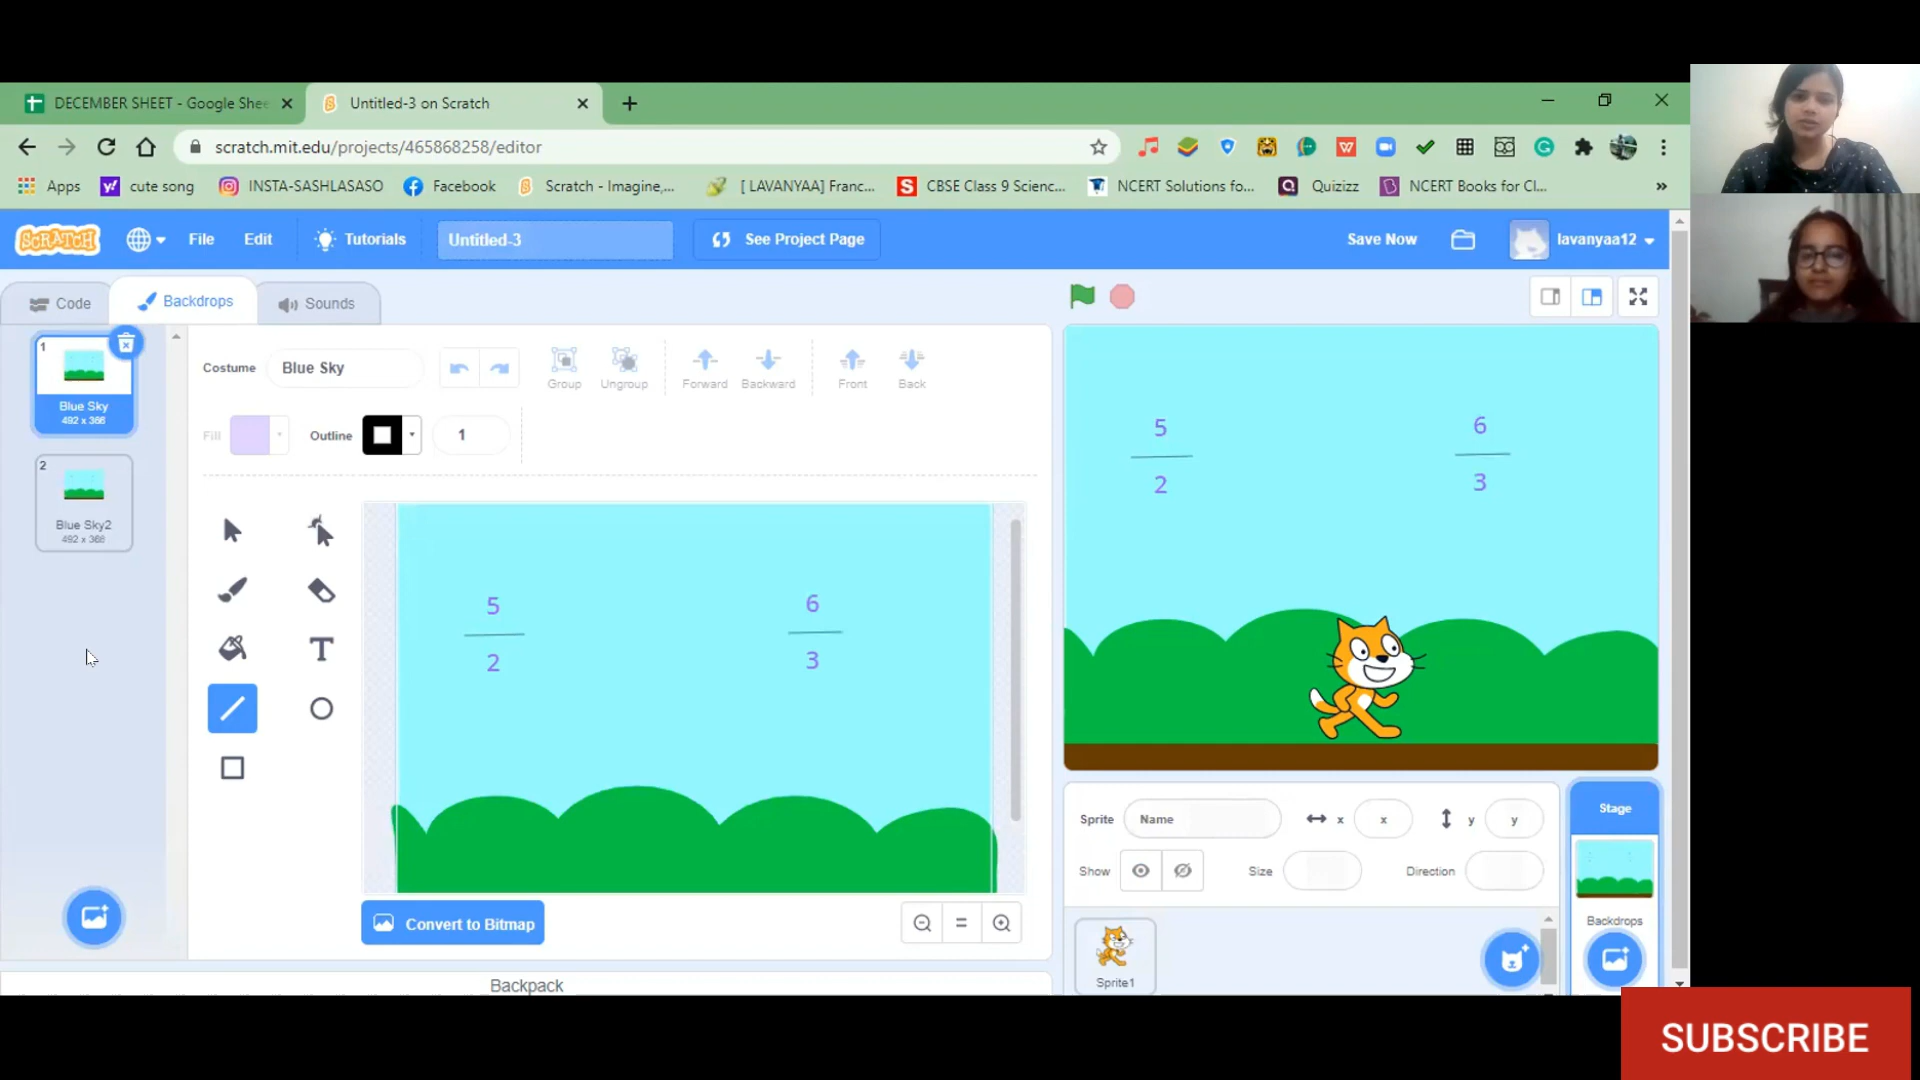 DECEMBER SHEET - Google Shee
Untitled-3 on Scratch
scratch.mit.edu/projects/465868258/editor
Apps
cute song
INSTA-SASHLASASO
Facebook
Scratch - Imagine,...
[ LAVANYAA] Franc...
CBSE Class 9 Scienc...
NCERT Solutions fo...
Quizizz
NCERT Books for Cl...
SCRATCH
File
Edit
Tutorials
Untitled-3
See Project Page
Save Now
lavanyaa12
Code
Backdrops
Sounds
1
Blue Sky
492 x 366
2
Blue Sky2
492 x 368
Costume
Blue Sky
Group
Ungroup
Forward
Backward
Front
Back
Fill
Outline
1
5
2
6
3
Convert to Bitmap
Backpack
5
2
6
3
Sprite
Name
x
x
y
y
Show
Size
Direction
Sprite1
Stage
Backdrops
SUBSCRIBE